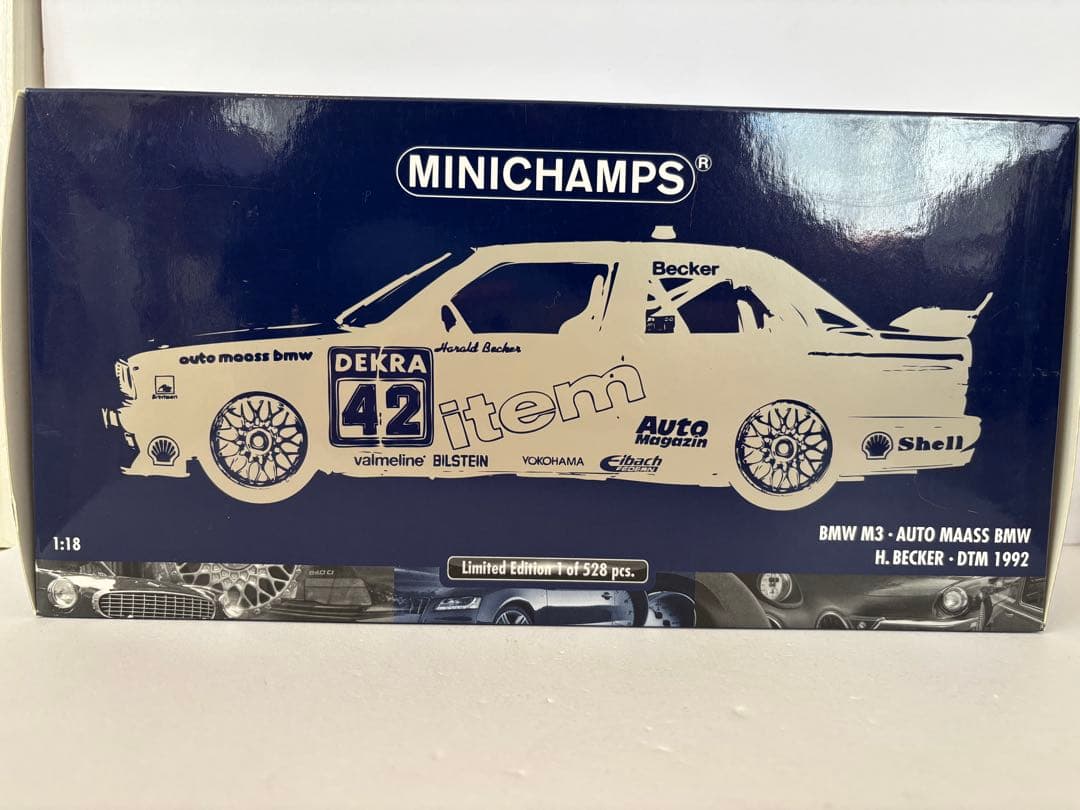 MINICHAMPS®
Becker
auto maass bmw
Harald Becker
DEKRA
42
item
Auto
Magazin
Shell
valmeline BILSTEIN YOKOHAMA Eibach
FEDERN
1:18
BMW M3 · AUTO MAASS BMW
H. BECKER · DTM 1992
Limited Edition 1 of 528 pcs.